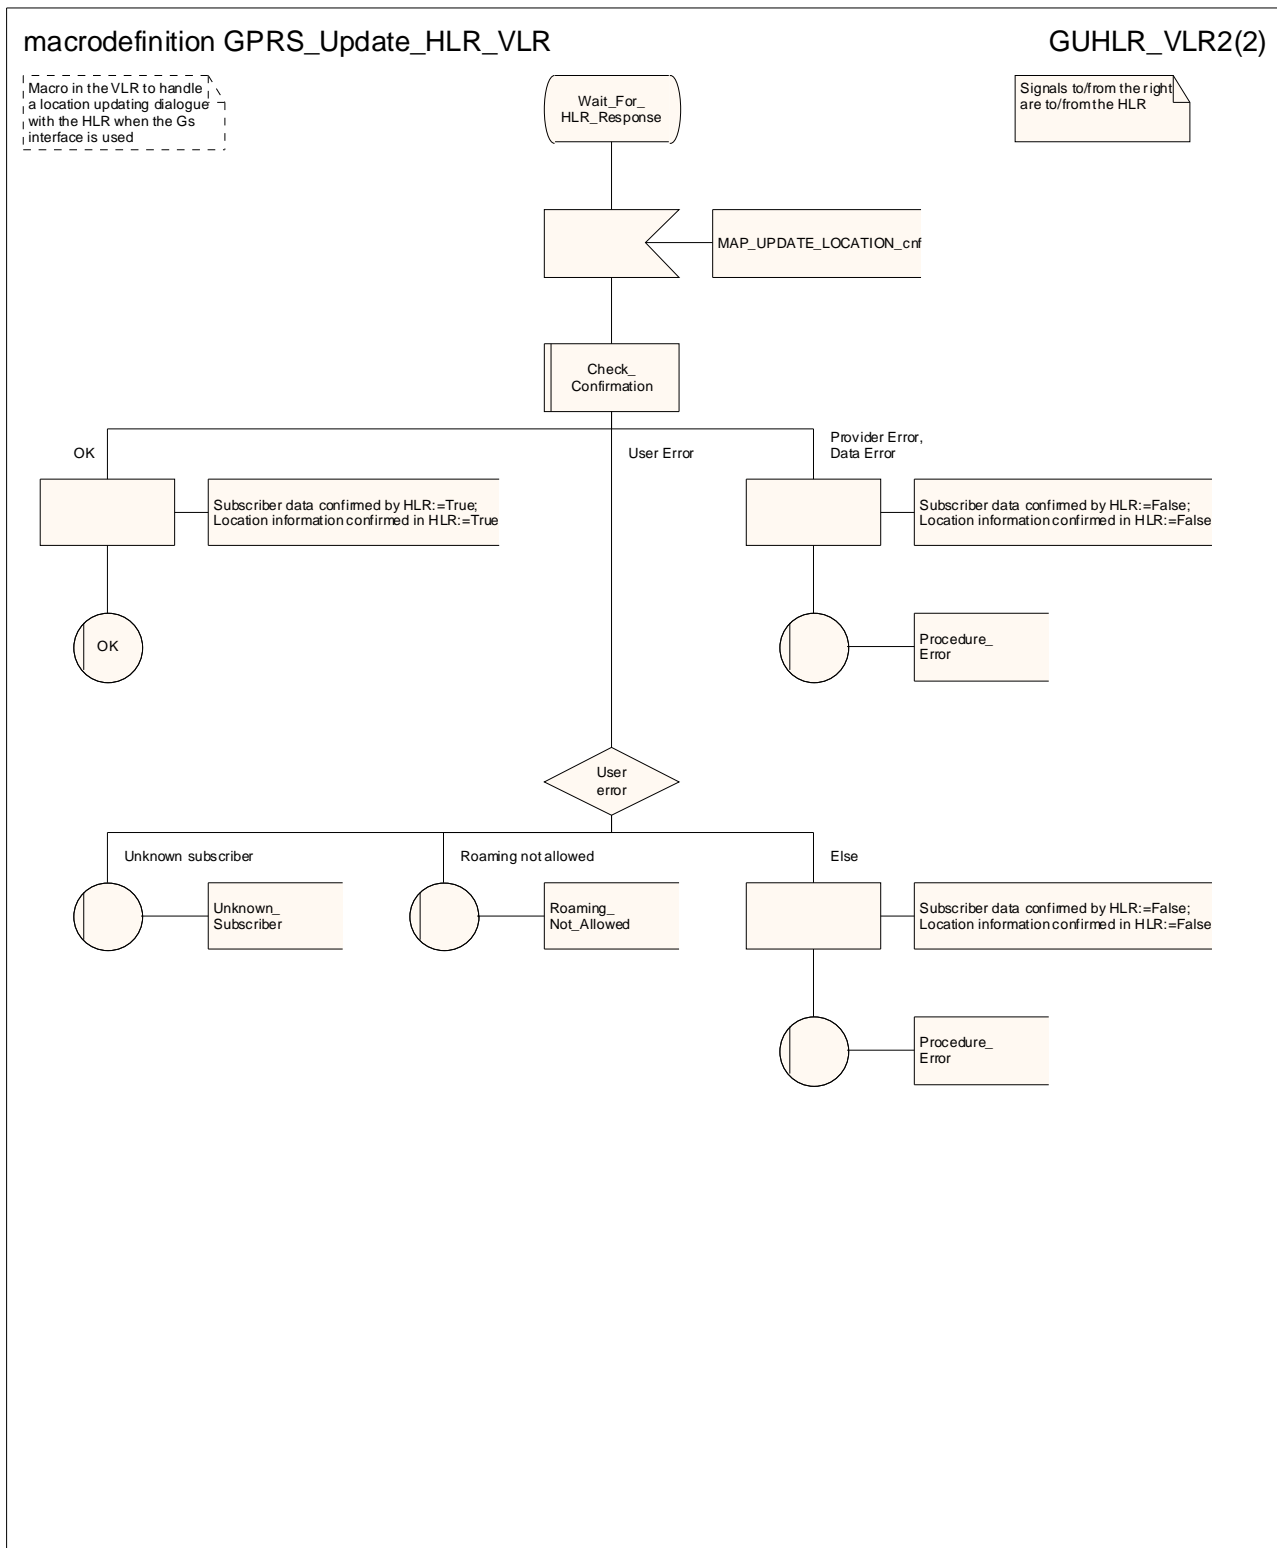 macrodefinition GPRS_Update_HLR_VLR
GUHLR_VLR2(2)
Macro in the VLR to handle
a location updating dialogue
with the HLR when the Gs
interface is used
Wait_For_
HLR_Response
Signals to/from the right
are to/from the HLR
MAP_UPDATE_LOCATION_cnf
Check_
Confirmation
OK
User Error
Provider Error,
Data Error
Subscriber data confirmed by HLR:=True;
Location information confirmed in HLR:=True
Subscriber data confirmed by HLR:=False;
Location information confirmed in HLR:=False
OK
Procedure_
Error
User
error
Unknown subscriber
Roaming not allowed
Else
Unknown_
Subscriber
Roaming_
Not_Allowed
Subscriber data confirmed by HLR:=False;
Location information confirmed in HLR:=False
Procedure_
Error